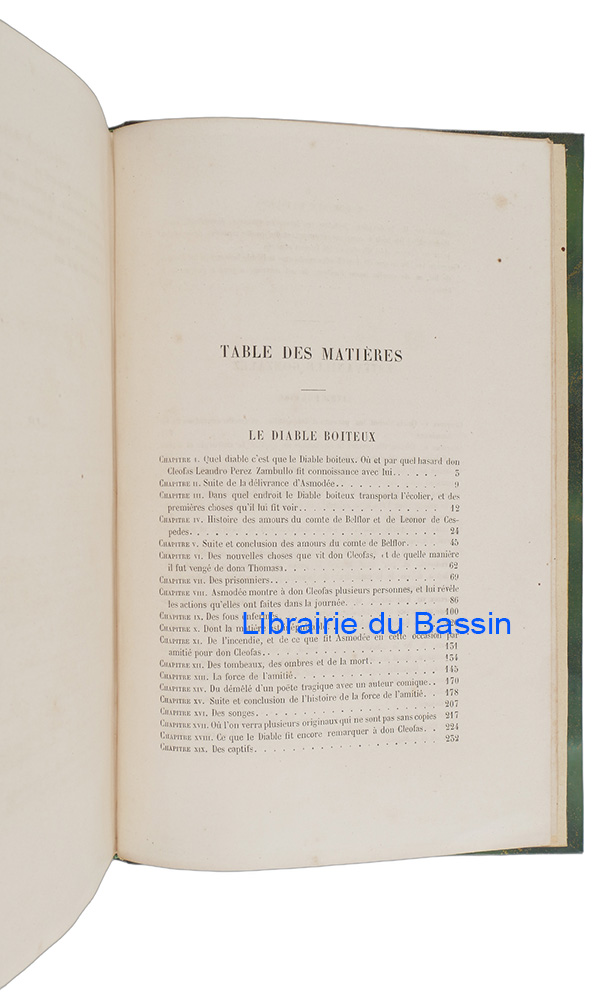 TABLE DES MATIÈRES
LE DIABLE BOITEUX
Chapitre I. Quel diable c'est que le Diable boiteux. Où et par quel hasard don
Cleofas Leandro Perez Zambullo fit connoissance avec lui. . . . . . 5
Chapitre II. Suite de la délivrance d'Asmodée. . . . . . . . . . . 9
Chapitre III. Dans quel endroit le Diable boiteux transporta l'écolier, et des
premières choses qu'il lui fit voir. . . . . . . . . . . . . . 12
Chapitre IV. Histoire des amours du comte de Belflor et de Leonor de Ces-
pedes. . . . . . . . . . . . . . . . . . . . . . . . 24
Chapitre V. Suite et conclusion des amours du comte de Belflor. . . . . . 45
Chapitre VI. Des nouvelles choses que vit don Cleofas, et de quelle manière
il fut vengé de dona Thomasa. . . . . . . . . . . . . . . 62
Chapitre VII. Des prisonniers. . . . . . . . . . . . . . . . . 69
Chapitre VIII. Asmodée montre à don Cleofas plusieurs personnes, et lui révèle
les actions qu'elles ont faites dans la journée. . . . . . . . . . 86
Chapitre IX. Des fous enfermés. . . . . . . . . . . . . . . . 100
Chapitre X. Dont la matière est
Librairie du Bassin
Chapitre XI. De l'incendie, et de ce que fit Asmodée en cette occasion par
amitié pour don Cleofas. . . . . . . . . . . . . . . . . 131
Chapitre XII. Des tombeaux, des ombres et de la mort. . . . . . . . . 134
Chapitre XIII. La force de l'amitié. . . . . . . . . . . . . . . 145
Chapitre XIV. Du démêlé d'un poëte tragique avec un auteur comique. . . 170
Chapitre XV. Suite et conclusion de l'histoire de la force de l'amitié. . . . 178
Chapitre XVI. Des songes. . . . . . . . . . . . . . . . . . 207
Chapitre XVII. Où l'on verra plusieurs originaux qui ne sont pas sans copies 217
Chapitre XVIII. Ce que le Diable fit encore remarquer à don Cleofas. . . 224
Chapitre XIX. Des captifs. . . . . . . . . . . . . . . . . . 232